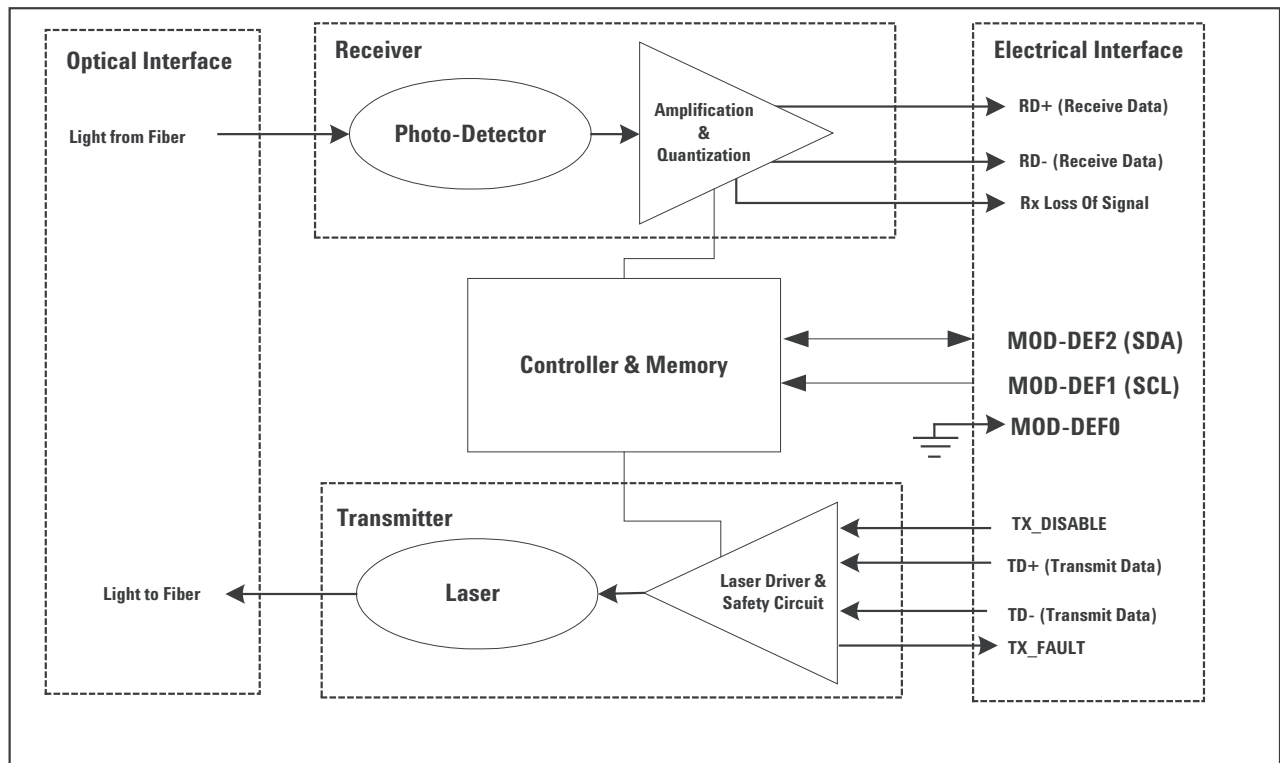 Optical Interface
Receiver
Electrical Interface
Light from Fiber
Photo-Detector
Amplification
&
Quantization
RD+ (Receive Data)
RD- (Receive Data)
Rx Loss Of Signal
Controller & Memory
MOD-DEF2 (SDA)
MOD-DEF1 (SCL)
MOD-DEF0
Transmitter
Light to Fiber
Laser
Laser Driver &
Safety Circuit
TX_DISABLE
TD+ (Transmit Data)
TD- (Transmit Data)
TX_FAULT